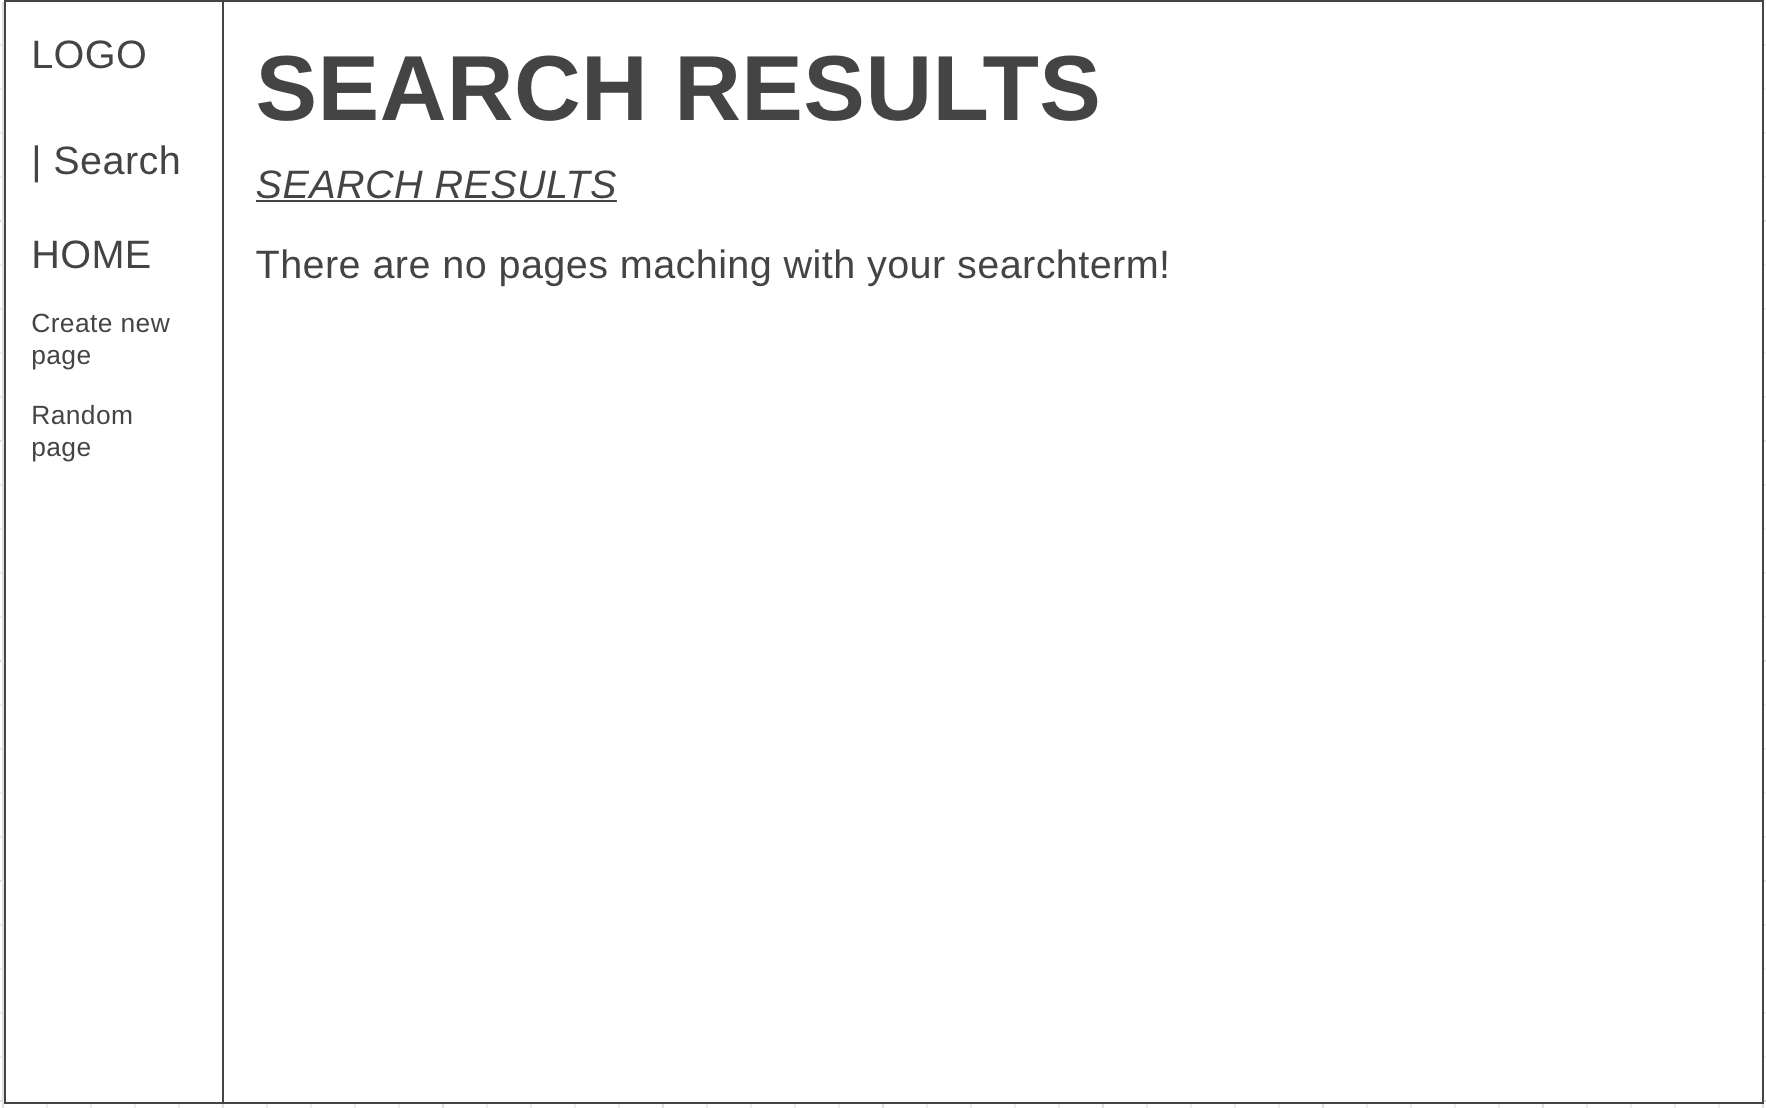 LOGO
| Search
HOME
Create new
page
Random
page
SEARCH RESULTS
SEARCH RESULTS
There are no pages maching with your searchterm!